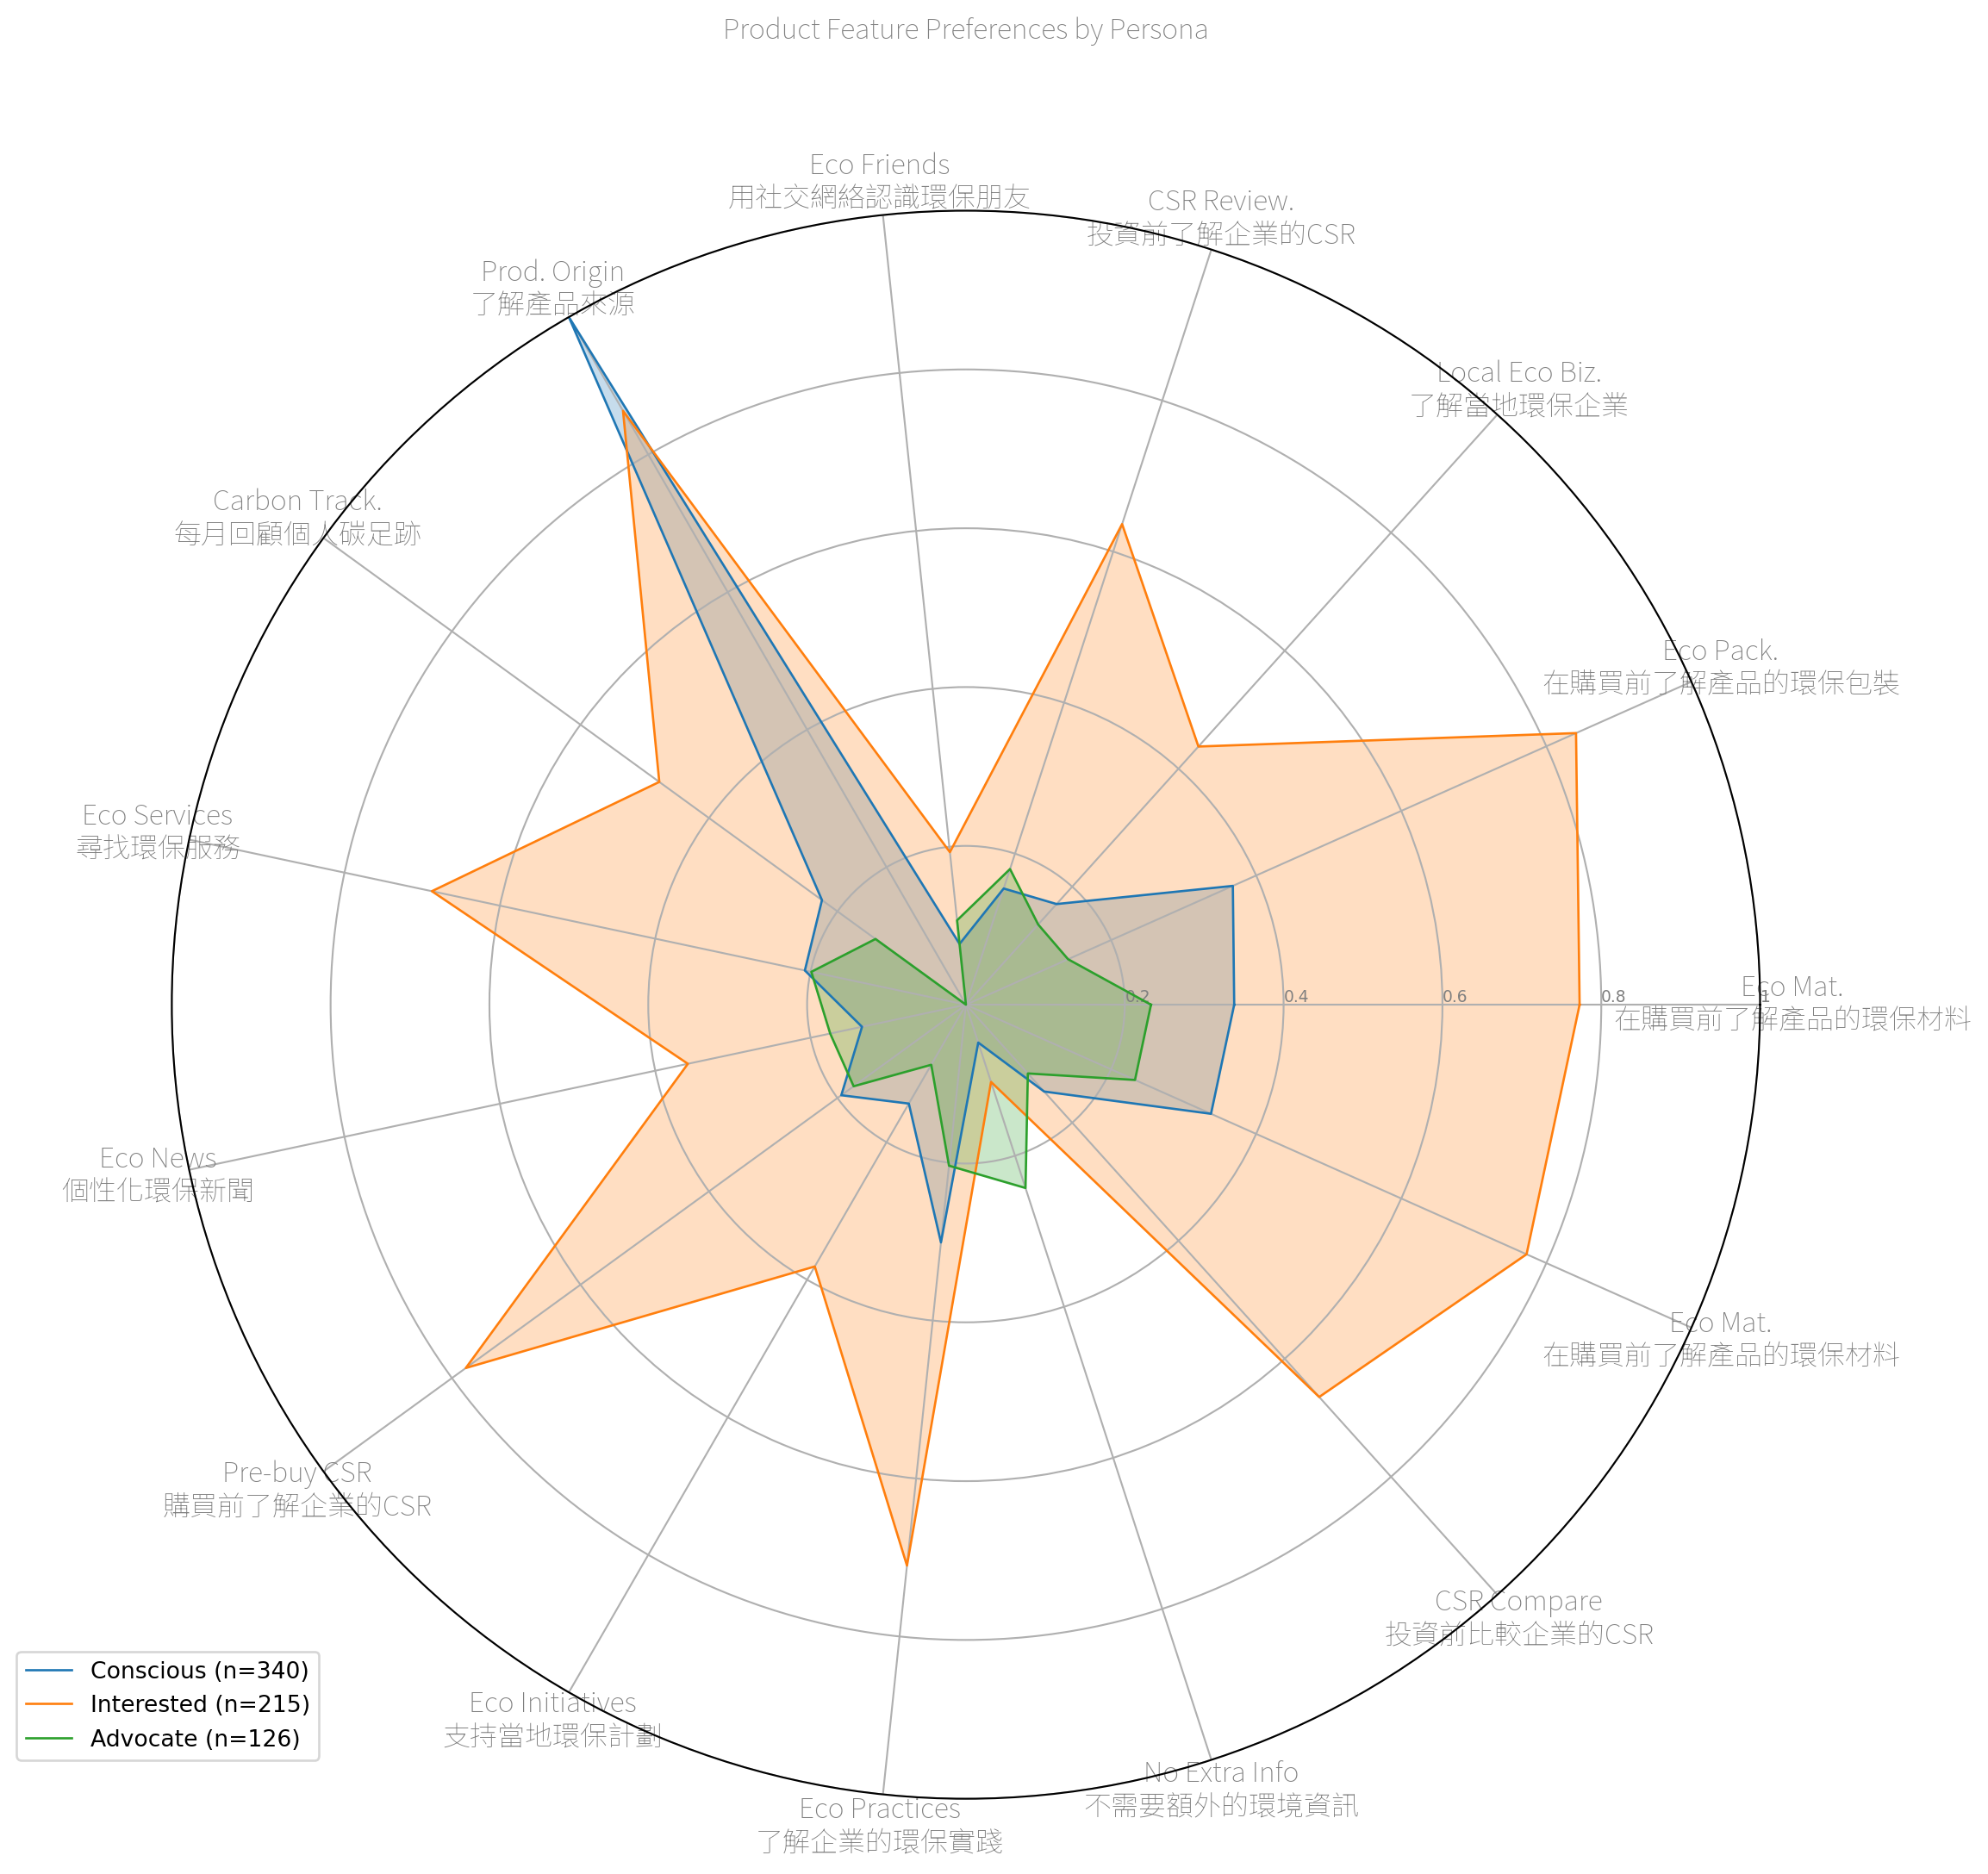 Product Feature Preferences by Persona
Eco Friends
用社交網絡認識環保朋友
CSR Review.
投資前了解企業的CSR
Prod. Origin
了解產品來源
Local Eco Biz.
了解當地環保企業
Carbon Track.
每月回顧個人碳足跡
Eco Pack.
在購買前了解產品的環保包裝
Eco Services
尋找環保服務
Eco Mat.
在購買前了解產品的環保材料
0.2
0.4
0.6
0.8
1
Eco News
個性化環保新聞
Eco Mat.
在購買前了解產品的環保材料
Pre-buy CSR
購買前了解企業的CSR
CSR Compare
投資前比較企業的CSR
Eco Initiatives
支持當地環保計劃
No Extra Info
不需要額外的環境資訊
Eco Practices
了解企業的環保實踐
Conscious (n=340)
Interested (n=215)
Advocate (n=126)